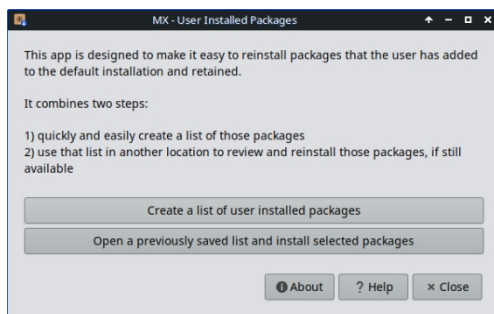 MX - User Installed Packages
This app is designed to make it easy to reinstall packages that the user has added
to the default installation and retained.
It combines two steps:
1) quickly and easily create a list of those packages
2) use that list in another location to review and reinstall those packages, if still
available
Create a list of user installed packages
Open a previously saved list and install selected packages
About
? Help
× Close